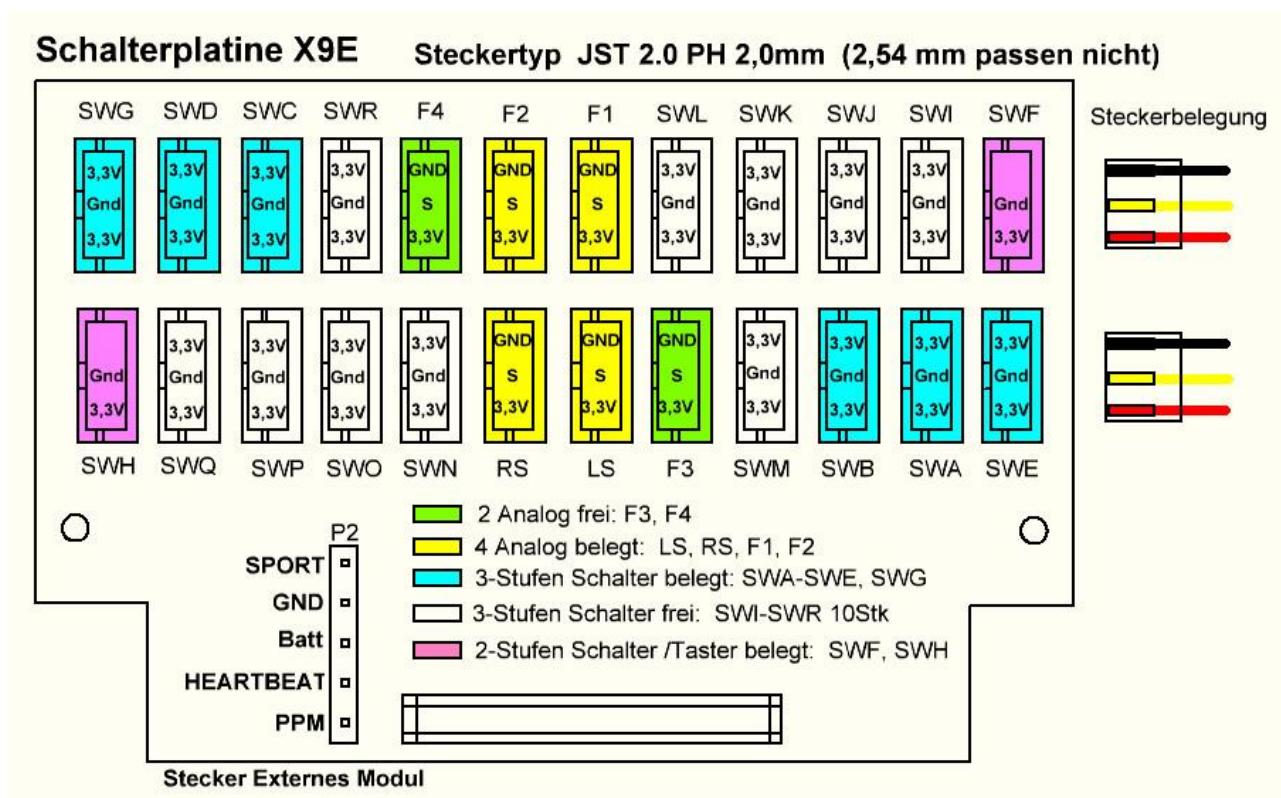 Schalterplatine X9E Steckertyp JST 2.0 PH 2,0mm (2,54 mm passen nicht)
SWG SWD SWC SWR F4 F2 F1 SWL SWK SWJ SWI SWF Steckerbelegung
3,3V 3,3V 3,3V 3,3V GND GND GND 3,3V 3,3V 3,3V 3,3V
Gnd Gnd Gnd Gnd S S S Gnd Gnd Gnd Gnd Gnd
3,3V 3,3V 3,3V 3,3V 3,3V 3,3V 3,3V 3,3V 3,3V 3,3V 3,3V 3,3V
3,3V 3,3V 3,3V 3,3V GND GND GND 3,3V 3,3V 3,3V 3,3V
Gnd Gnd Gnd Gnd Gnd S S S Gnd Gnd Gnd Gnd
3,3V 3,3V 3,3V 3,3V 3,3V 3,3V 3,3V 3,3V 3,3V 3,3V 3,3V 3,3V
SWH SWQ SWP SWO SWN RS LS F3 SWM SWB SWA SWE
2 Analog frei: F3, F4
4 Analog belegt: LS, RS, F1, F2
3-Stufen Schalter belegt: SWA-SWE, SWG
3-Stufen Schalter frei: SWI-SWR 10Stk
2-Stufen Schalter /Taster belegt: SWF, SWH
P2
SPORT
GND
Batt
HEARTBEAT
PPM
Stecker Externes Modul